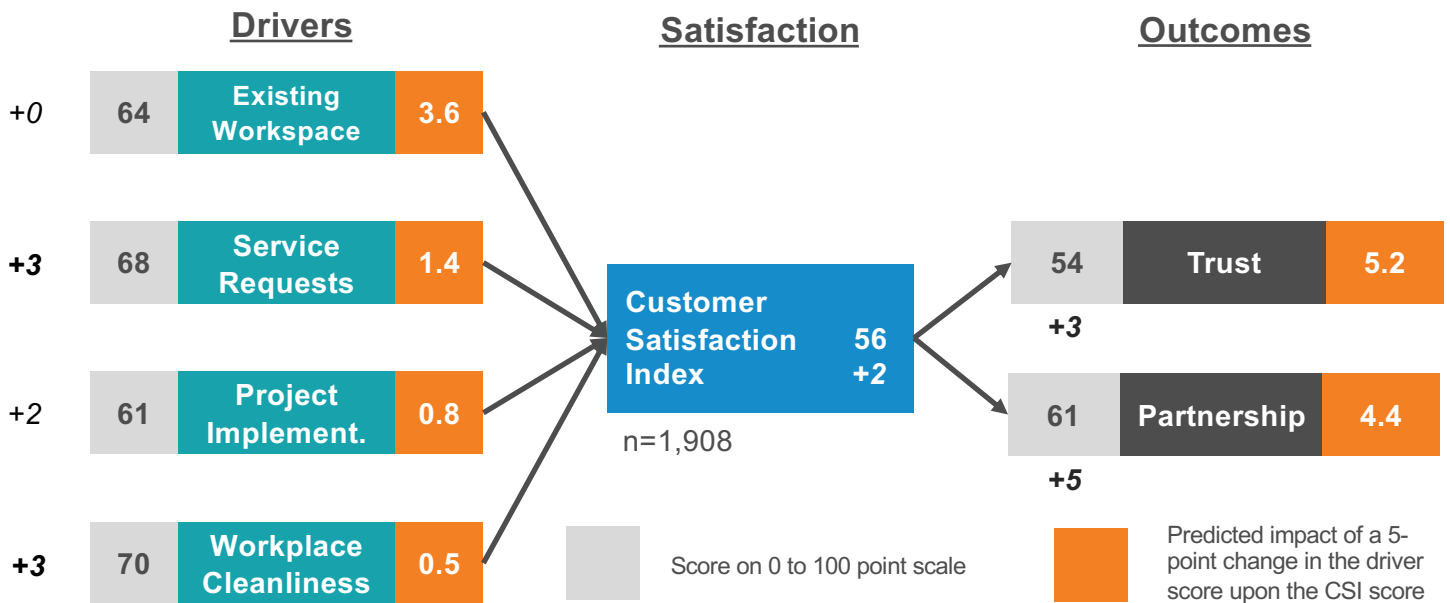 Drivers
Satisfaction
Outcomes
+0
64
Existing
Workspace
3.6
+3
68
Service
Requests
1.4
+2
61
Project
Implement.
0.8
+3
70
Workplace
Cleanliness
0.5
Customer
Satisfaction 56
Index +2
n=1,908
54
Trust
5.2
+3
61
Partnership
4.4
+5
Score on 0 to 100 point scale
Predicted impact of a 5-
point change in the driver
score upon the CSI score